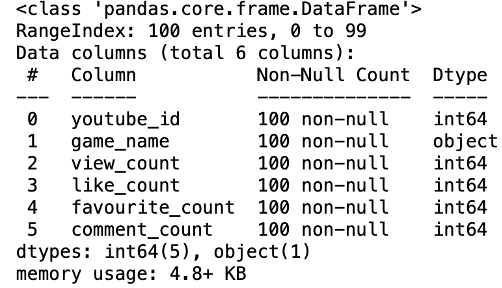 <class 'pandas.core.frame.DataFrame'>
RangeIndex: 100 entries, 0 to 99
Data columns (total 6 columns):
 #   Column           Non-Null Count  Dtype
---  ------           --------------  -----
 0   youtube_id       100 non-null    int64
 1   game_name        100 non-null    object
 2   view_count       100 non-null    int64
 3   like_count       100 non-null    int64
 4   favourite_count  100 non-null    int64
 5   comment_count    100 non-null    int64
dtypes: int64(5), object(1)
memory usage: 4.8+ KB